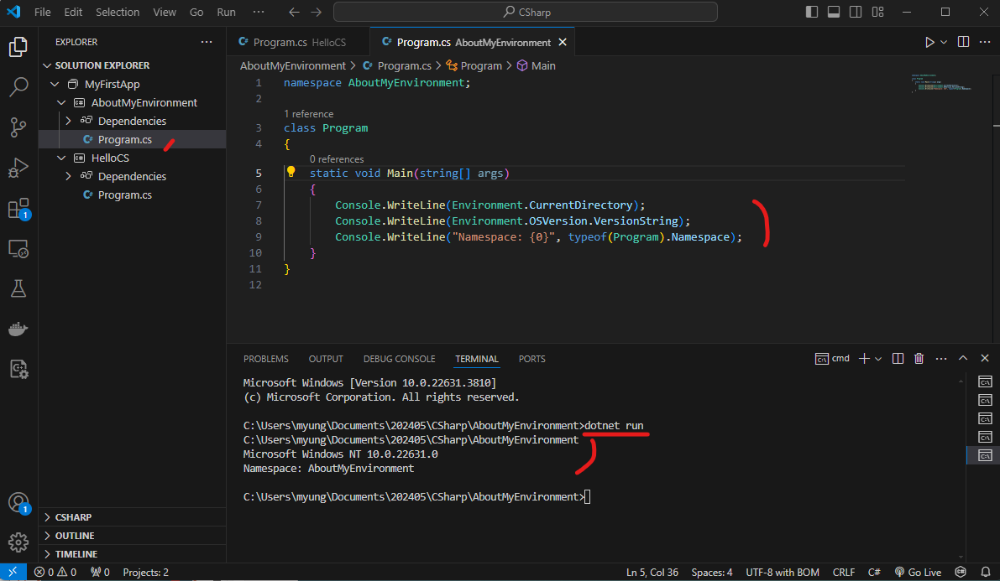 File Edit Selection View Go Run ··· CSharp
EXPLORER ···
SOLUTION EXPLORER
MyFirstApp
AboutMyEnvironment
Dependencies
C# Program.cs
HelloCS
Dependencies
C# Program.cs
CSHARP
OUTLINE
TIMELINE
C# Program.cs HelloCS
C# Program.cs AboutMyEnvironment
AboutMyEnvironment > C# Program.cs > Program > Main
1 namespace AboutMyEnvironment;
2
1 reference
3 class Program
4 {
0 references
5 static void Main(string[] args)
6 {
7 Console.WriteLine(Environment.CurrentDirectory);
8 Console.WriteLine(Environment.OSVersion.VersionString);
9 Console.WriteLine("Namespace: {0}", typeof(Program).Namespace);
10 }
11 }
12
PROBLEMS OUTPUT DEBUG CONSOLE TERMINAL PORTS cmd
Microsoft Windows [Version 10.0.22631.3810]
(c) Microsoft Corporation. All rights reserved.
C:\Users\myung\Documents\202405\CSharp\AboutMyEnvironment>dotnet run
C:\Users\myung\Documents\202405\CSharp\AboutMyEnvironment
Microsoft Windows NT 10.0.22631.0
Namespace: AboutMyEnvironment
C:\Users\myung\Documents\202405\CSharp\AboutMyEnvironment>
1
1
0 0 0 Projects: 2 Ln 5, Col 36 Spaces: 4 UTF-8 with BOM CRLF C# Go Live